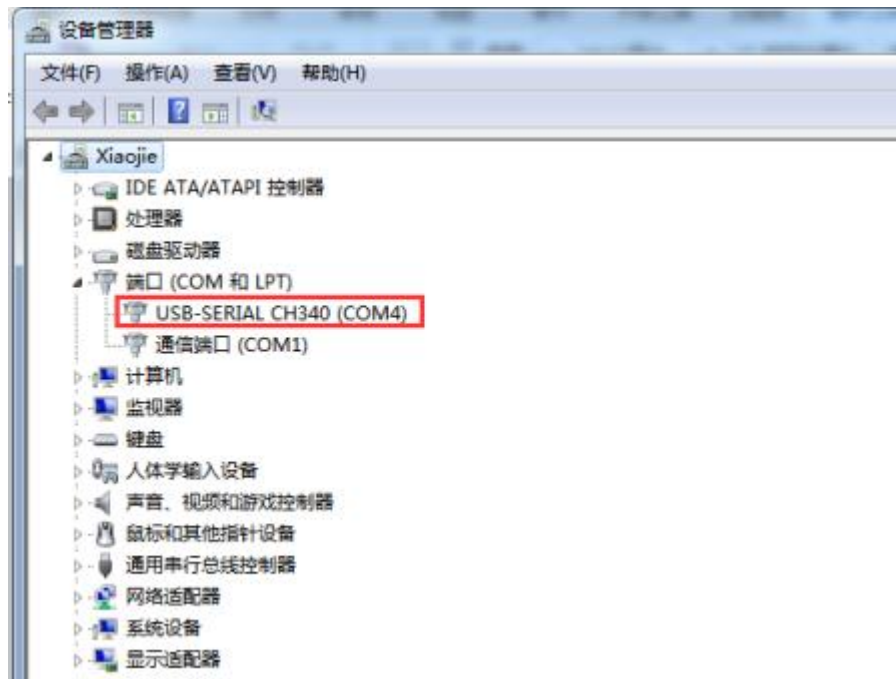 设备管理器
文件(F) 操作(A) 查看(V) 帮助(H)
Xiaojie
IDE ATA/ATAPI 控制器
处理器
磁盘驱动器
端口 (COM 和 LPT)
USB-SERIAL CH340 (COM4)
通信端口 (COM1)
计算机
监视器
键盘
人体学输入设备
声音、视频和游戏控制器
鼠标和其他指针设备
通用串行总线控制器
网络适配器
系统设备
显示适配器